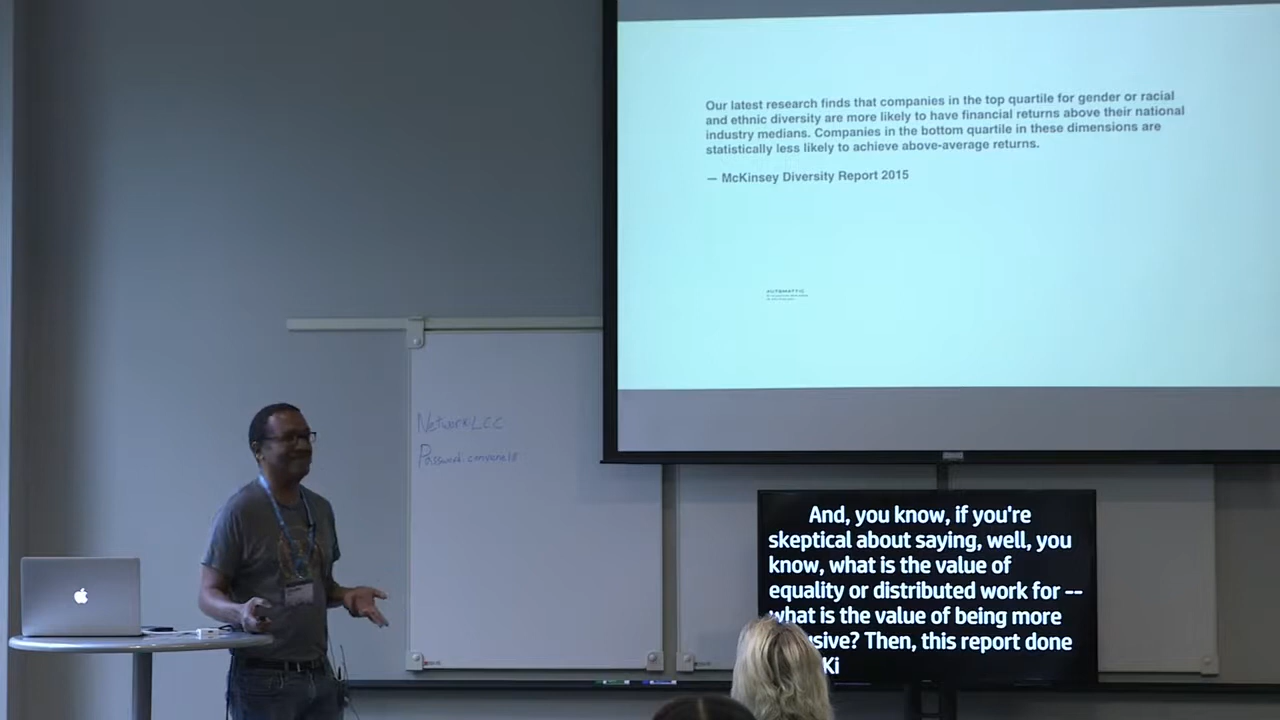 Our latest research finds that companies in the top quartile for gender or racial
and ethnic diversity are more likely to have financial returns above their national
industry medians. Companies in the bottom quartile in these dimensions are
statistically less likely to achieve above-average returns.
— McKinsey Diversity Report 2015
AUTOMATTIC
Network: LCC
Password:
And, you know, if you're
skeptical about saying, well, you
know, what is the value of
equality or distributed work for --
what is the value of being more
usive? Then, this report done
Ki